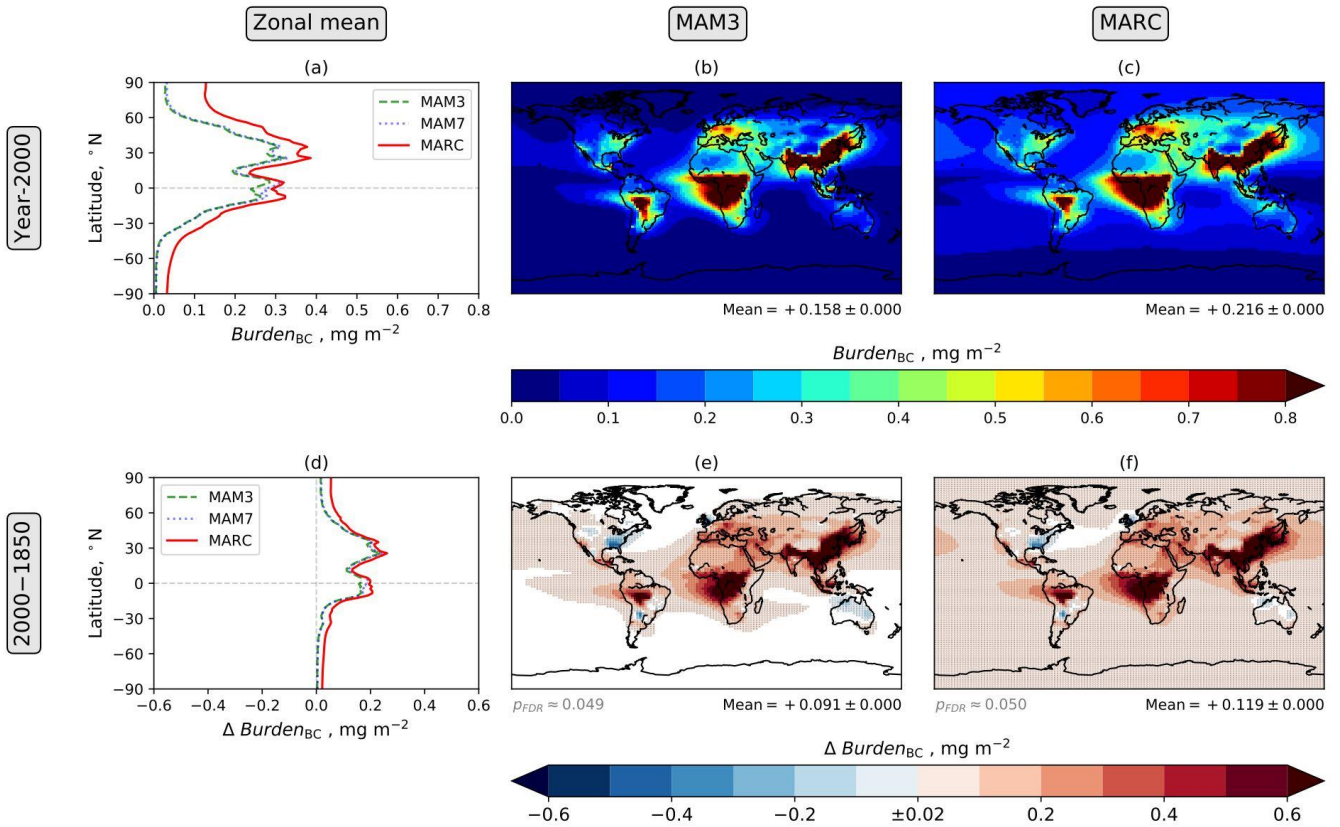 Zonal mean
MAM3
MARC
Year-2000
(a)
90
60
30
0
−30
−60
−90
Latitude, °N
MAM3
MAM7
MARC
0.0 0.1 0.2 0.3 0.4 0.5 0.6 0.7 0.8
Burden_BC , mg m⁻²
(b)
Mean = +0.158 ± 0.000
(c)
Mean = +0.216 ± 0.000
Burden_BC , mg m⁻²
0.0 0.1 0.2 0.3 0.4 0.5 0.6 0.7 0.8
2000−1850
(d)
90
60
30
0
−30
−60
−90
Latitude, °N
MAM3
MAM7
MARC
−0.6 −0.4 −0.2 0.0 0.2 0.4 0.6
Δ Burden_BC , mg m⁻²
(e)
p_FDR ≈ 0.049
Mean = +0.091 ± 0.000
(f)
p_FDR ≈ 0.050
Mean = +0.119 ± 0.000
Δ Burden_BC , mg m⁻²
−0.6 −0.4 −0.2 ±0.02 0.2 0.4 0.6